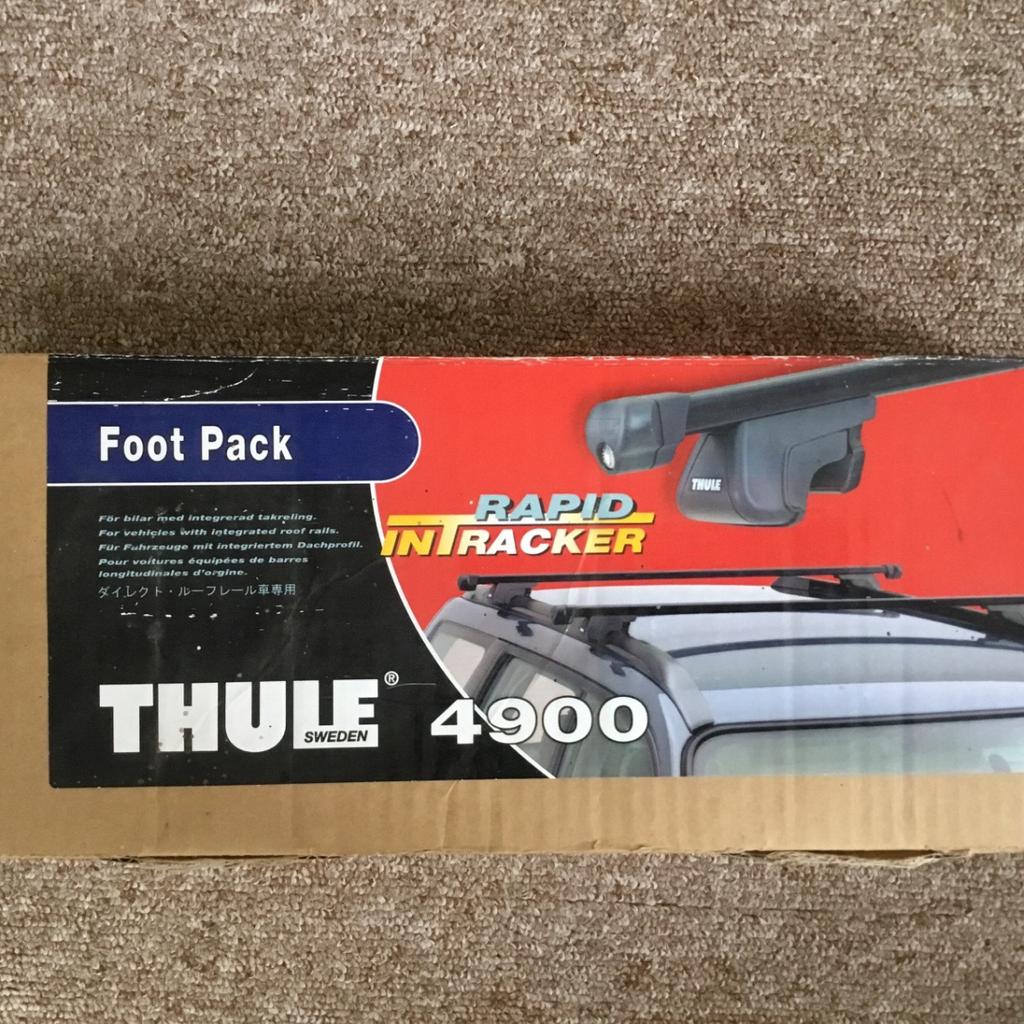 Foot Pack
För bilar med integrerad takreling.
For vehicles with integrated roof rails.
Für Fahrzeuge mit integriertem Dachprofil.
Pour voitures équipées de barres
longitudinales d'orgine.
ダイレクト・ルーフレール車専用
RAPID
INTRACKER
THULE
THULE®
SWEDEN
4900